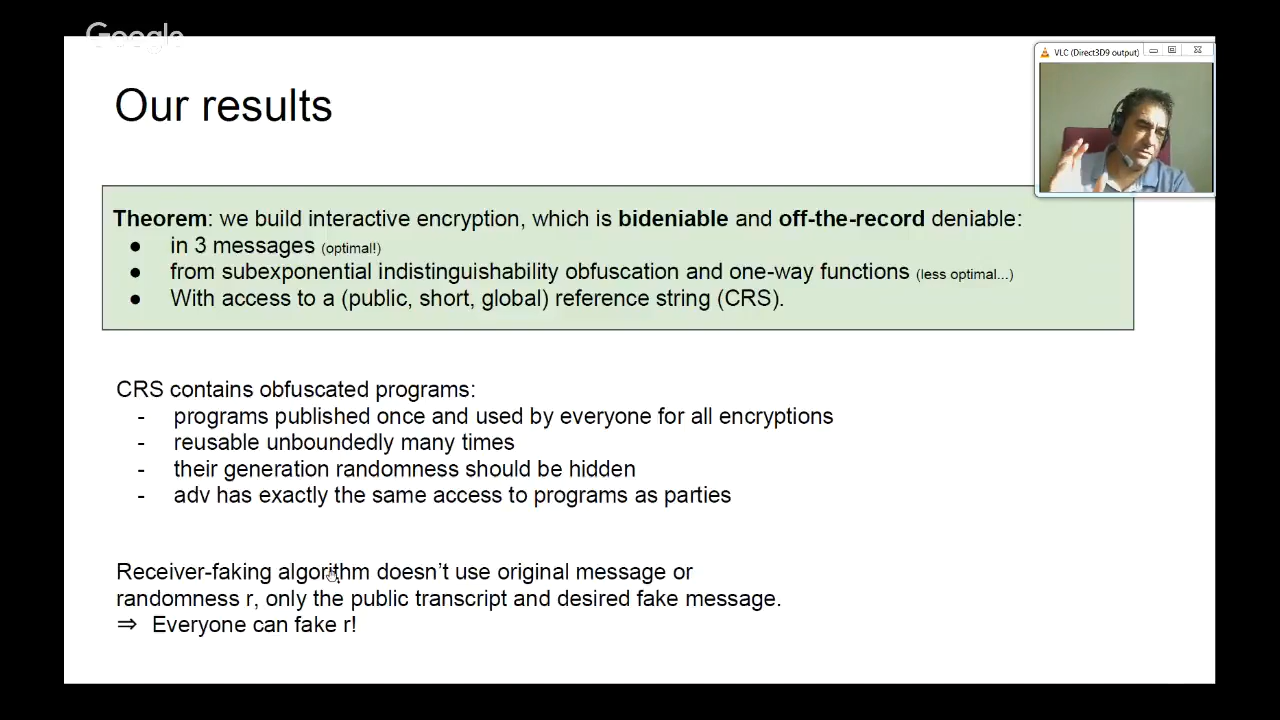 Google
VLC (Direct3D9 output)
Our results
Theorem: we build interactive encryption, which is bideniable and off-the-record deniable:
● in 3 messages (optimal!)
● from subexponential indistinguishability obfuscation and one-way functions (less optimal...)
● With access to a (public, short, global) reference string (CRS).
CRS contains obfuscated programs:
- programs published once and used by everyone for all encryptions
- reusable unboundedly many times
- their generation randomness should be hidden
- adv has exactly the same access to programs as parties
Receiver-faking algorithm doesn’t use original message or
randomness r, only the public transcript and desired fake message.
⇒ Everyone can fake r!